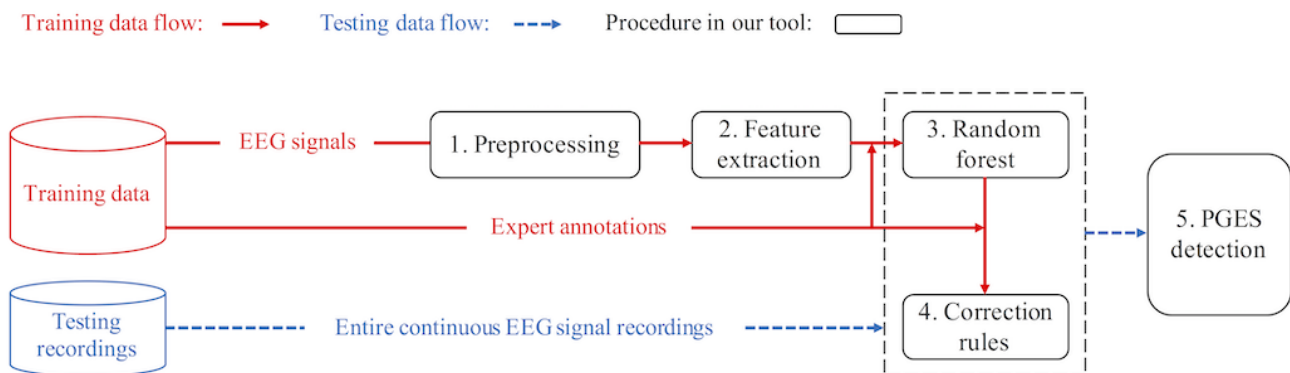 Training data flow:
Testing data flow:
Procedure in our tool:
EEG signals
1. Preprocessing
2. Feature
extraction
3. Random
forest
Training data
Expert annotations
5. PGES
detection
Testing
recordings
Entire continuous EEG signal recordings
4. Correction
rules